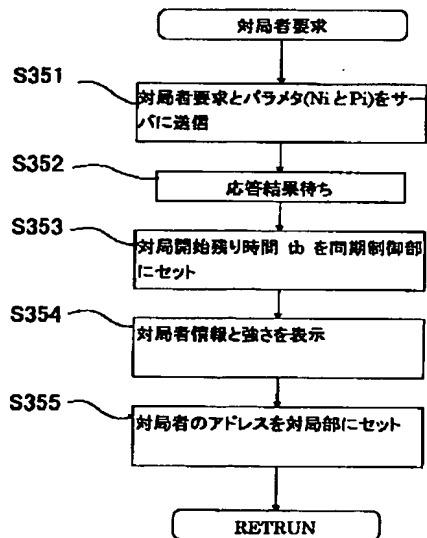 対局者要求
S351
対局者要求とパラメタ(NiとPi)をサー
バに送信
S352
応答結果待ち
S353
対局開始残り時間 tb を同期制御部
にセット
S354
対局者情報と強さを表示
S355
対局者のアドレスを対局部にセット
RETRUN